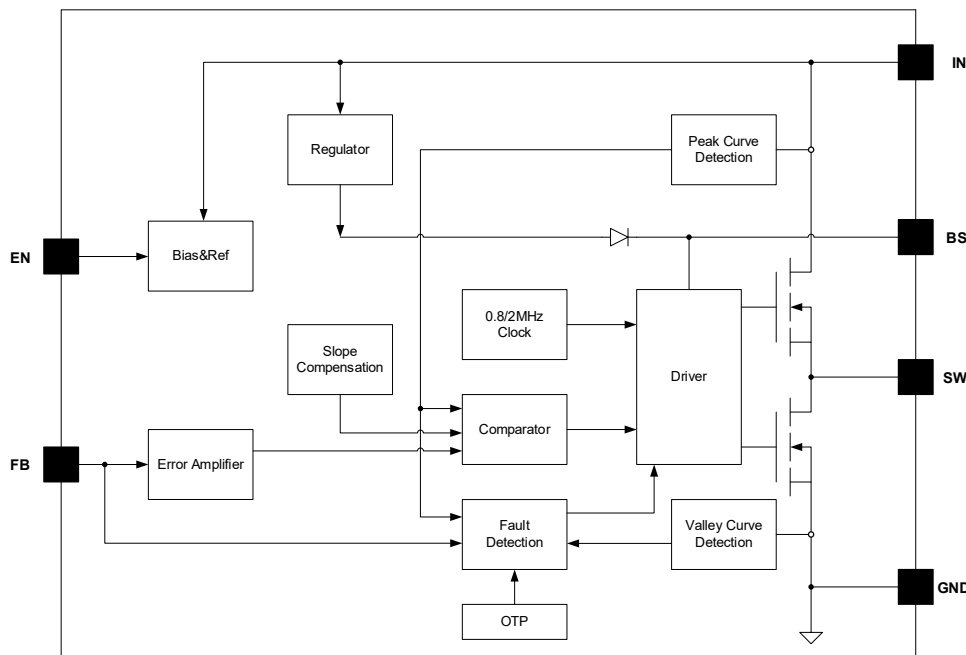 IN
Peak Curve
Detection
Regulator
BS
EN
Bias&Ref
0.8/2MHz
Clock
Slope
Compensation
Driver
SW
Comparator
FB
Error Amplifier
Fault
Detection
Valley Curve
Detection
GND
OTP